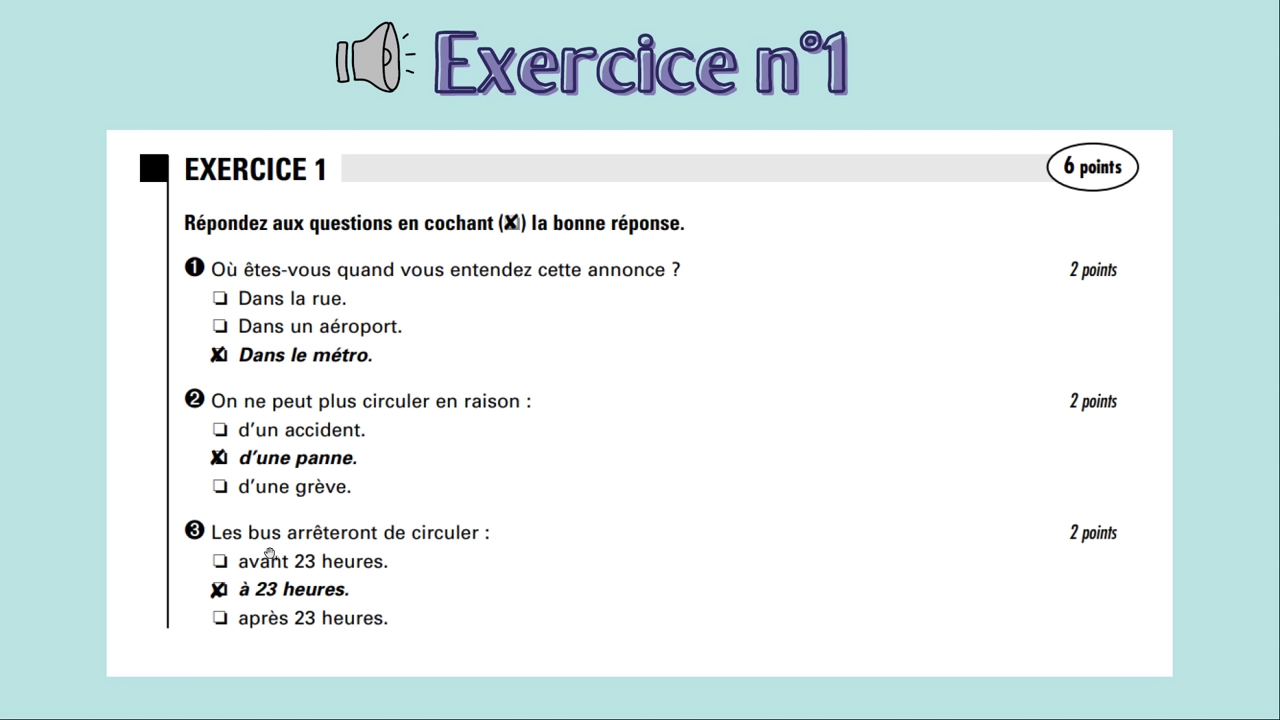 Exercice n°1
EXERCICE 1
6 points
Répondez aux questions en cochant (☒) la bonne réponse.
❶ Où êtes-vous quand vous entendez cette annonce ? 2 points
❏ Dans la rue.
❏ Dans un aéroport.
☒ Dans le métro.
❷ On ne peut plus circuler en raison : 2 points
❏ d’un accident.
☒ d’une panne.
❏ d’une grève.
❸ Les bus arrêteront de circuler : 2 points
❏ avant 23 heures.
☒ à 23 heures.
❏ après 23 heures.